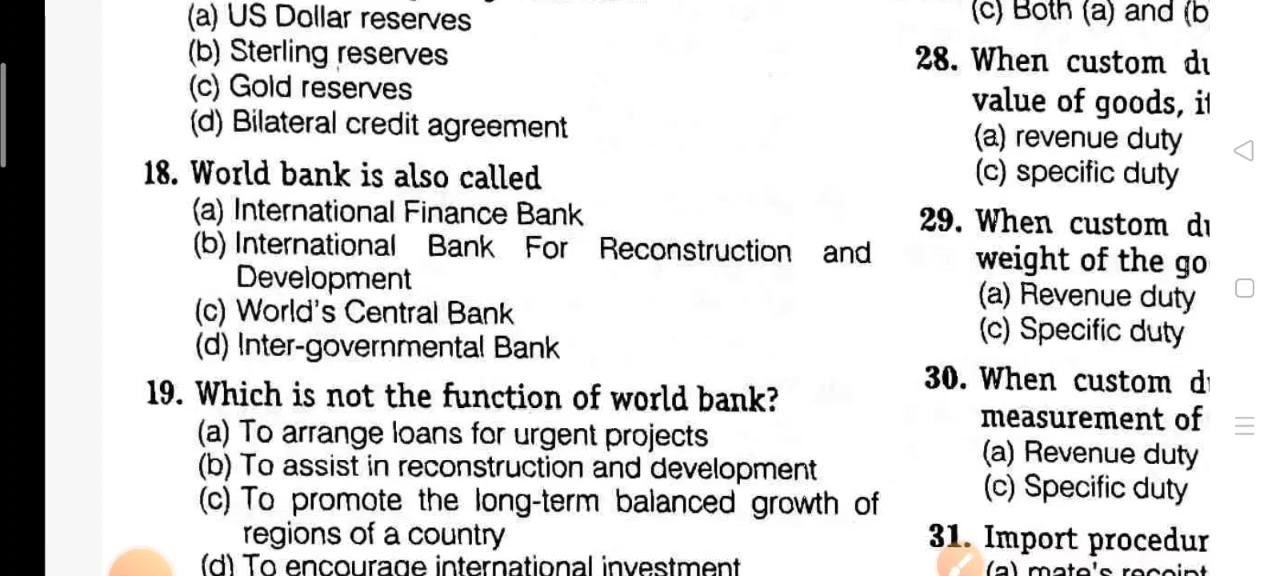 (a) US Dollar reserves
(b) Sterling reserves
(c) Gold reserves
(d) Bilateral credit agreement
18. World bank is also called
(a) International Finance Bank
(b) International Bank For Reconstruction and
Development
(c) World's Central Bank
(d) Inter-governmental Bank
19. Which is not the function of world bank?
(a) To arrange loans for urgent projects
(b) To assist in reconstruction and development
(c) To promote the long-term balanced growth of
regions of a country
(d) To encourage international investment
(c) Both (a) and (b
28. When custom
value of goods,
(a) revenue duty
(c) specific duty
29. When custom
weight of the go
(a) Revenue duty
(c) Specific duty
30. When custom
measurement of
(a) Revenue duty
(c) Specific duty
31. Import procedur
(a) mate's receipt